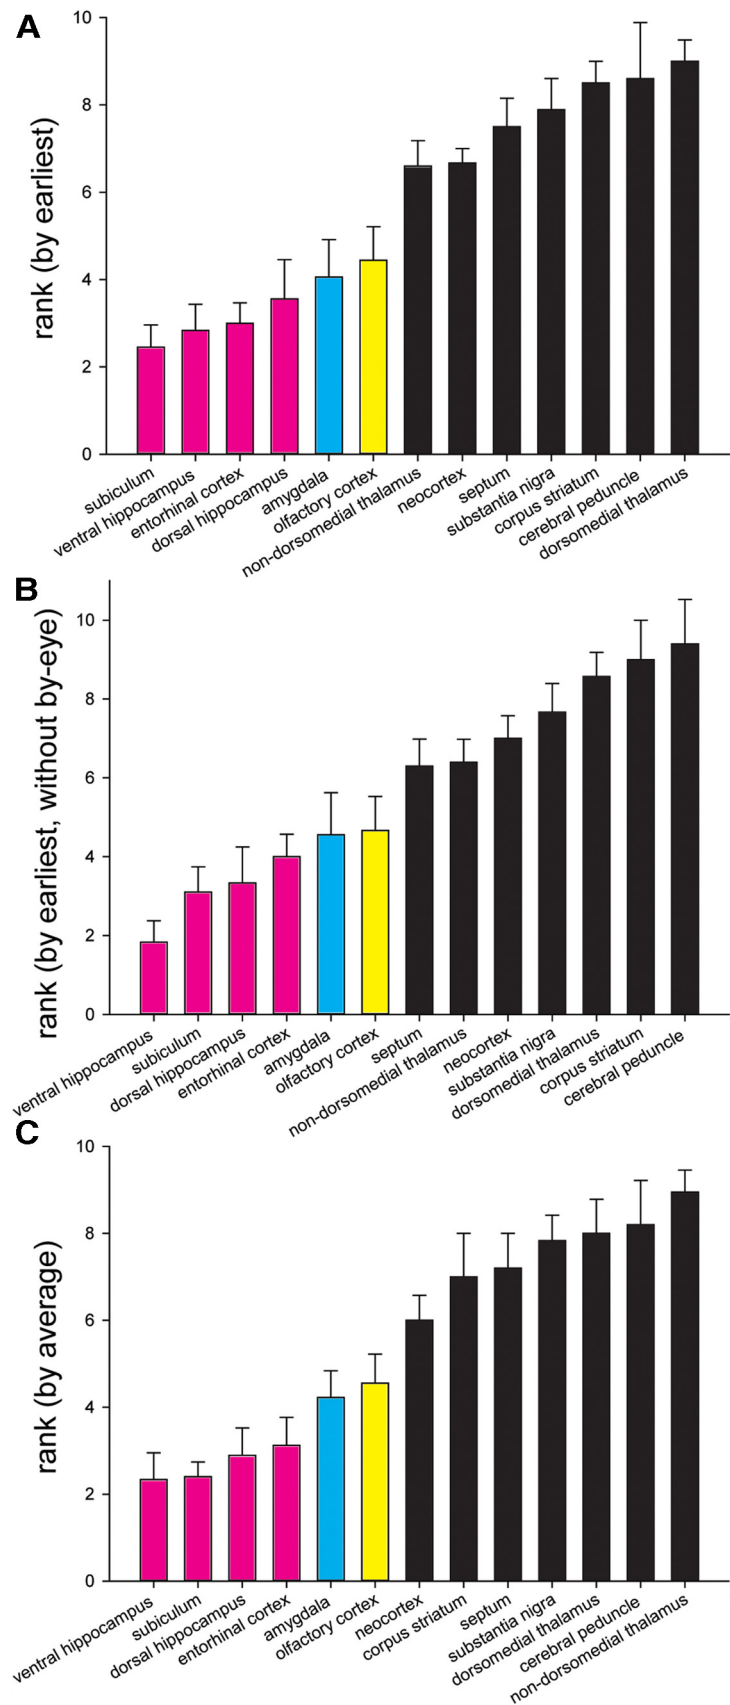 A
rank (by earliest)
10
8
6
4
2
0
subiculum
ventral hippocampus
entorhinal cortex
dorsal hippocampus
amygdala
olfactory cortex
non-dorsomedial thalamus
neocortex
septum
substantia nigra
corpus striatum
cerebral peduncle
dorsomedial thalamus
B
rank (by earliest, without by-eye)
10
8
6
4
2
0
ventral hippocampus
subiculum
dorsal hippocampus
entorhinal cortex
amygdala
olfactory cortex
septum
non-dorsomedial thalamus
neocortex
substantia nigra
dorsomedial thalamus
corpus striatum
cerebral peduncle
C
rank (by average)
10
8
6
4
2
0
ventral hippocampus
subiculum
dorsal hippocampus
entorhinal cortex
amygdala
olfactory cortex
neocortex
corpus striatum
septum
substantia nigra
dorsomedial thalamus
cerebral peduncle
non-dorsomedial thalamus